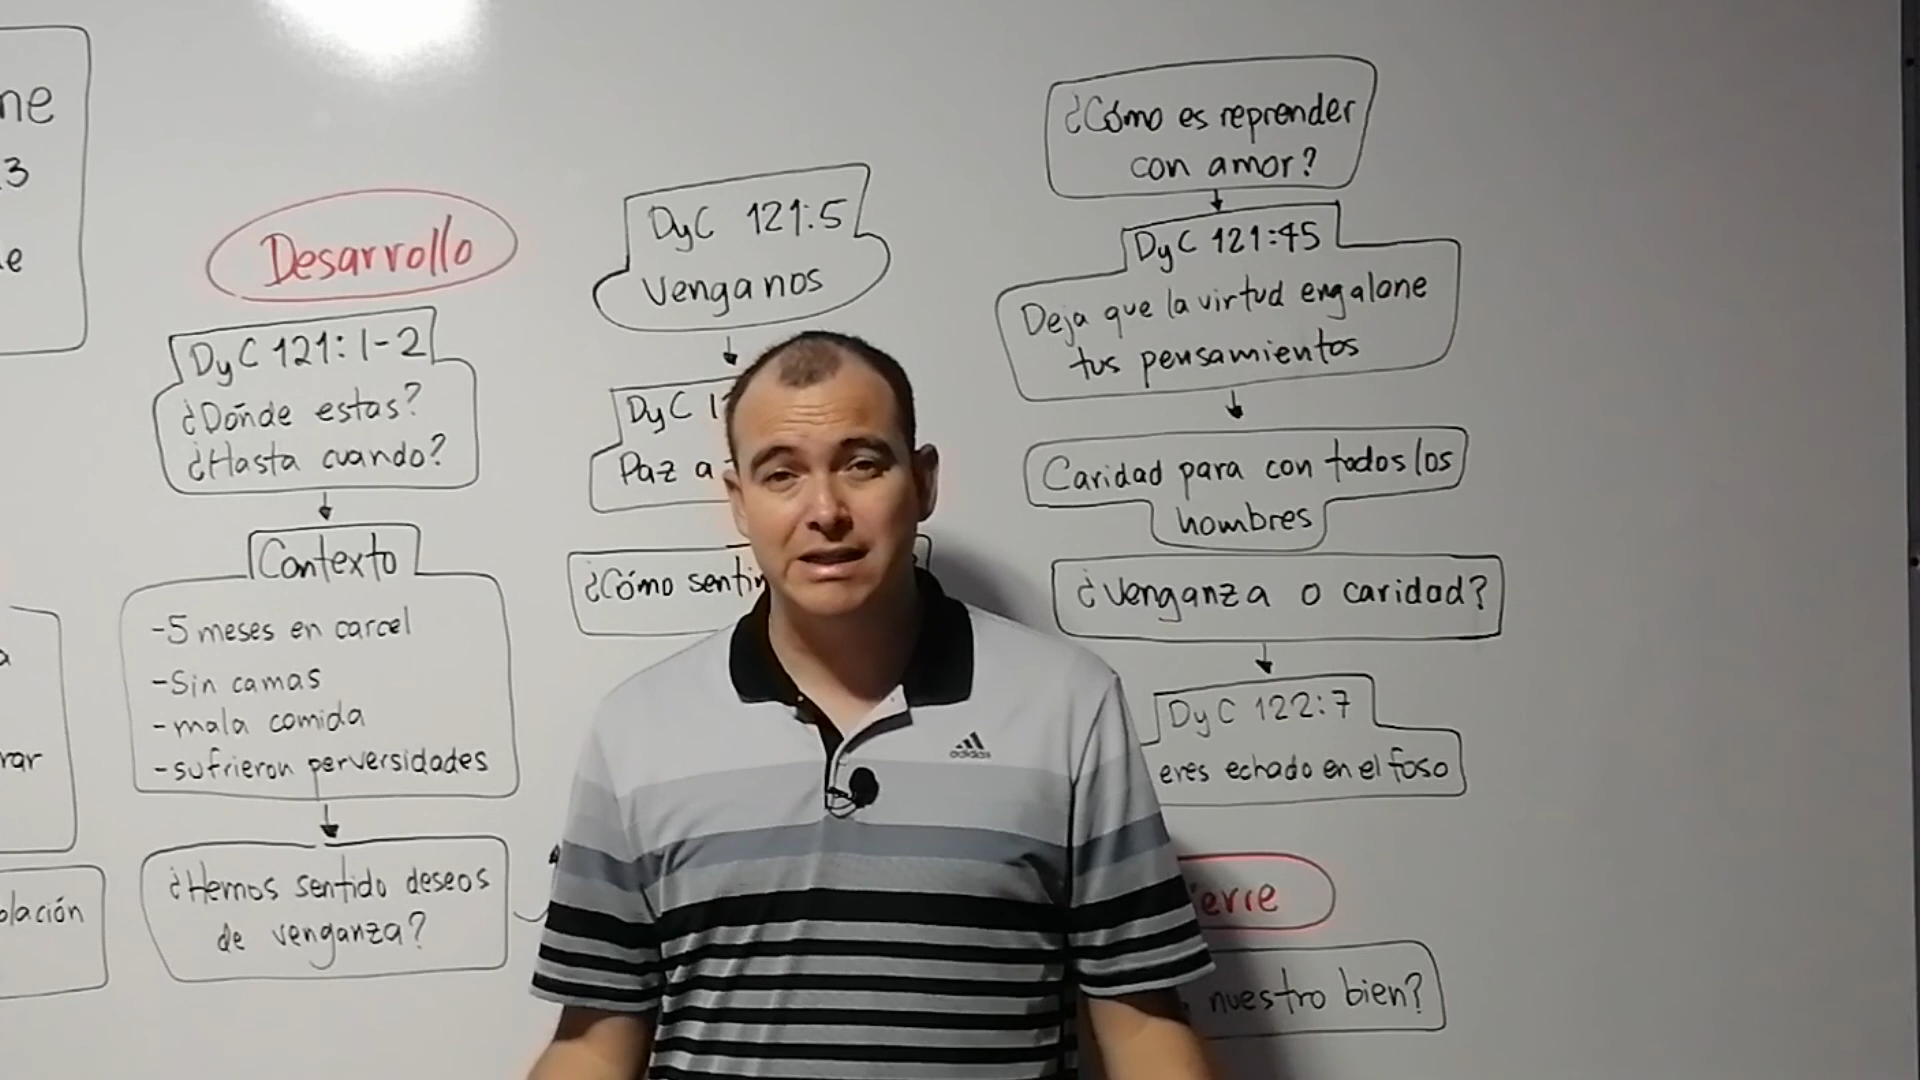 ne
3
e
a
rar
olación
Desarrollo
DyC 121: 1-2
¿Dónde estas?
¿Hasta cuando?
Contexto
-5 meses en carcel
-Sin camas
-mala comida
-sufrieron perversidades
¿Hemos sentido deseos
de venganza?
DyC 121:5
Venganos
DyC 1
Paz a
¿Cómo sentir
¿Cómo es reprender
con amor?
DyC 121:45
Deja que la virtud engalone
tus pensamientos
Caridad para con todos los
hombres
¿Venganza o caridad?
DyC 122:7
eres echado en el foso
ierre
nuestro bien?
adidas